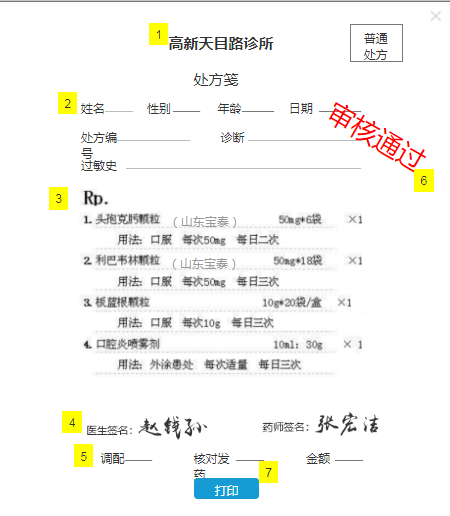 1 高新天目路诊所
普通
处方
处方笺
2 姓名 性别 年龄 日期
审核通过
处方编 诊断
号
过敏史
6
3 Rp.
1. 头孢克肟颗粒 （山东宝泰） 50mg*6袋 ×1
用法：口服 每次50mg 每日二次
2. 利巴韦林颗粒 （山东宝泰） 50mg*18袋 ×1
用法：口服 每次50mg 每日三次
3. 板蓝根颗粒 10g*20袋/盒 ×1
用法：口服 每次10g 每日三次
4. 口腔炎喷雾剂 10ml：30g × 1
用法：外涂患处 每次适量 每日三次
4 医生签名：赵钱孙 药师签名：张宏洁
5 调配 核对发 金额
药 7
打印